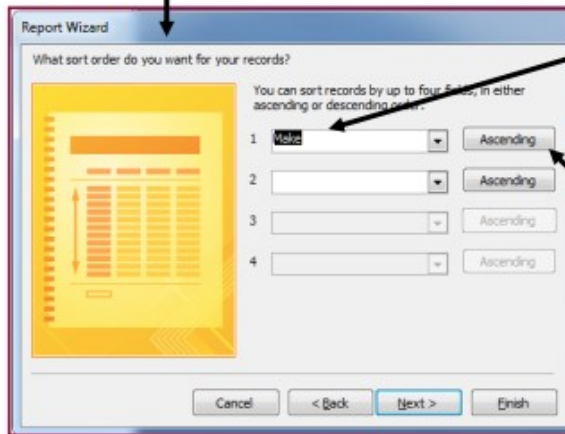 Report Wizard
What sort order do you want for your records?
You can sort records by up to four fields, in either
ascending or descending order.
1 Make Ascending
2 Ascending
3 Ascending
4 Ascending
Cancel < Back Next > Finish